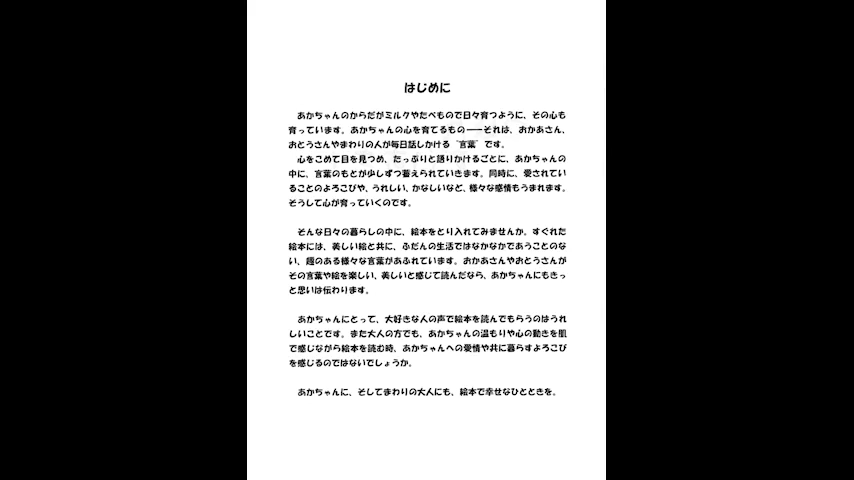 はじめに
あかちゃんのからだがミルクやたべもので日々育つように、その心も
育っています。あかちゃんの心を育てるもの──それは、おかあさん、
おとうさんやまわりの人が毎日話しかける“言葉”です。
心をこめて目を見つめ、たっぷりと語りかけるごとに、あかちゃんの
中に、言葉のもとが少しずつ蓄えられていきます。同時に、愛されてい
ることのよろこびや、うれしい、かなしいなど、様々な感情もうまれます。
そうして心が育っていくのです。
そんな日々の暮らしの中に、絵本をとり入れてみませんか。すぐれた
絵本には、美しい絵と共に、ふだんの生活ではなかなかであうことのな
い、趣のある様々な言葉があふれています。おかあさんやおとうさんが
その言葉や絵を楽しい、美しいと感じて読んだなら、あかちゃんにもきっ
と思いは伝わります。
あかちゃんにとって、大好きな人の声で絵本を読んでもらうのはうれ
しいことです。また大人の方でも、あかちゃんの温もりや心の動きを肌
で感じながら絵本を読む時、あかちゃんへの愛情や共に暮らすよろこび
を感じるのではないでしょうか。
あかちゃんに、そしてまわりの大人にも、絵本で幸せなひとときを。